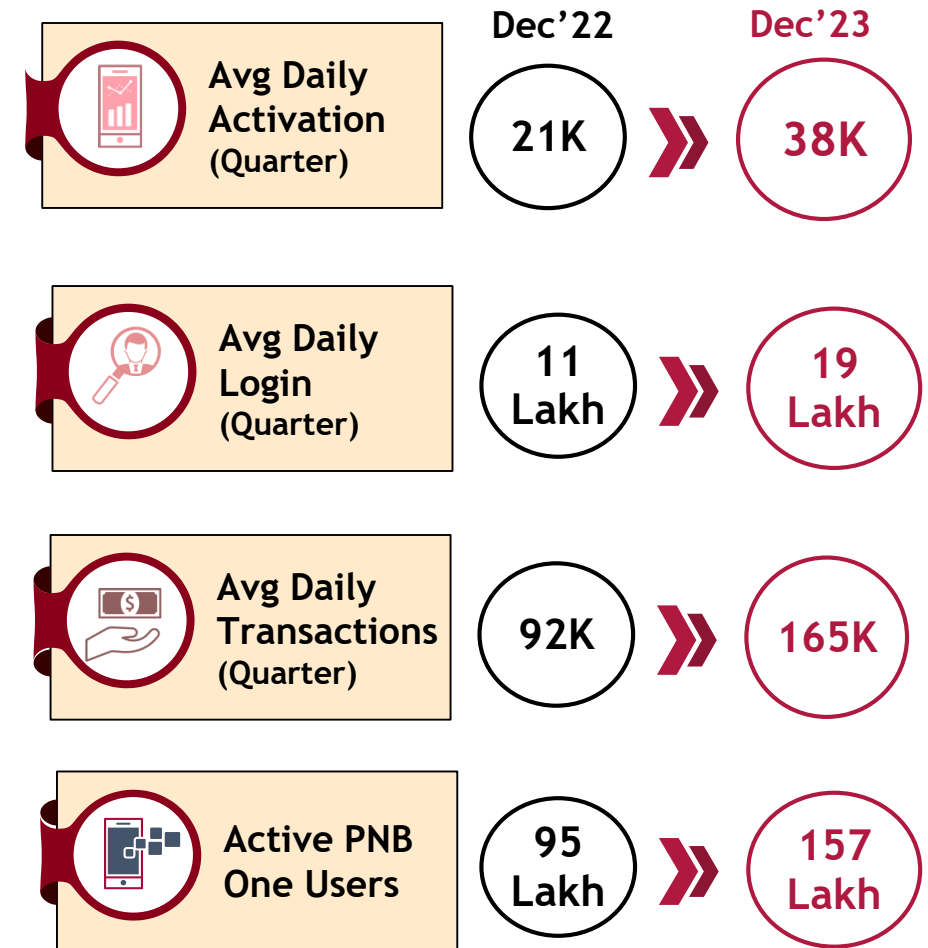 Dec’22
Dec’23
Avg Daily
Activation
(Quarter)
21K
38K
Avg Daily
Login
(Quarter)
11
Lakh
19
Lakh
Avg Daily
Transactions
(Quarter)
92K
165K
Active PNB
One Users
95
Lakh
157
Lakh